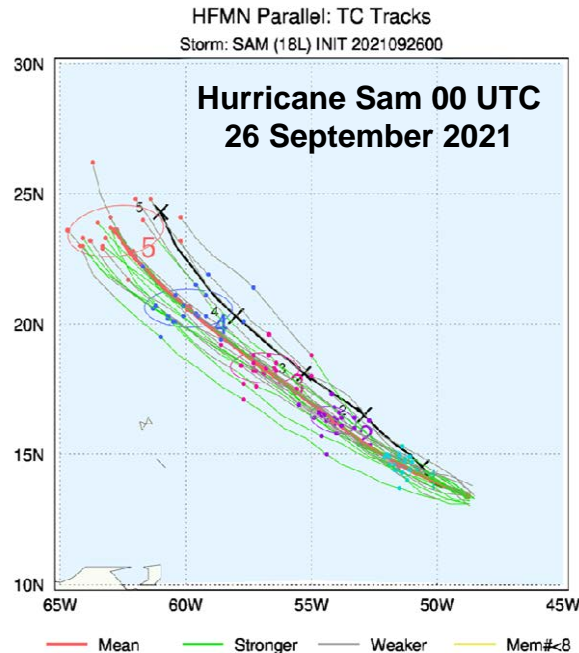 HFMN Parallel: TC Tracks
Storm: SAM (18L) INIT 2021092600
30N
Hurricane Sam 00 UTC
26 September 2021
25N
5
5
4
4
20N
3
3
2
2
15N
10N
65W 60W 55W 50W 45W
Mean Stronger Weaker Mem#<8